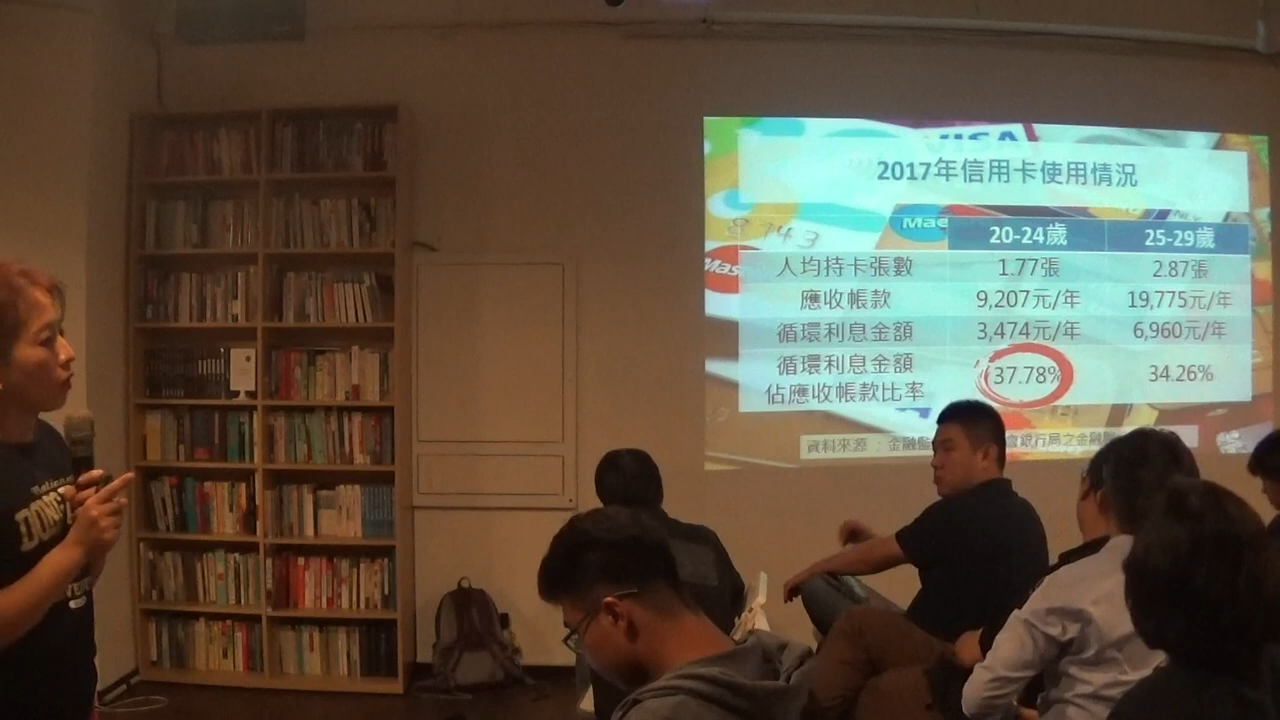 VISA
2017年信用卡使用情況
8743
Mae
Mas
20-24歲 25-29歲
人均持卡張數 1.77張 2.87張
應收帳款 9,207元/年 19,775元/年
循環利息金額 3,474元/年 6,960元/年
循環利息金額
佔應收帳款比率 37.78% 34.26%
資料來源：金融監 會銀行局之金融
DONG